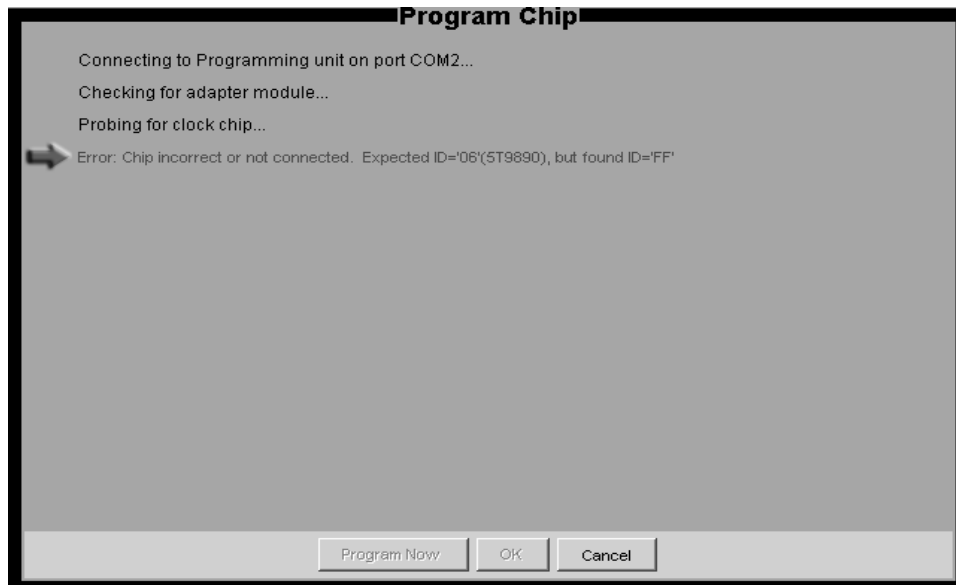 Program Chip
Connecting to Programming unit on port COM2...
Checking for adapter module...
Probing for clock chip...
Error: Chip incorrect or not connected.  Expected ID='06'(5T9890), but found ID='FF'
Program Now OK Cancel